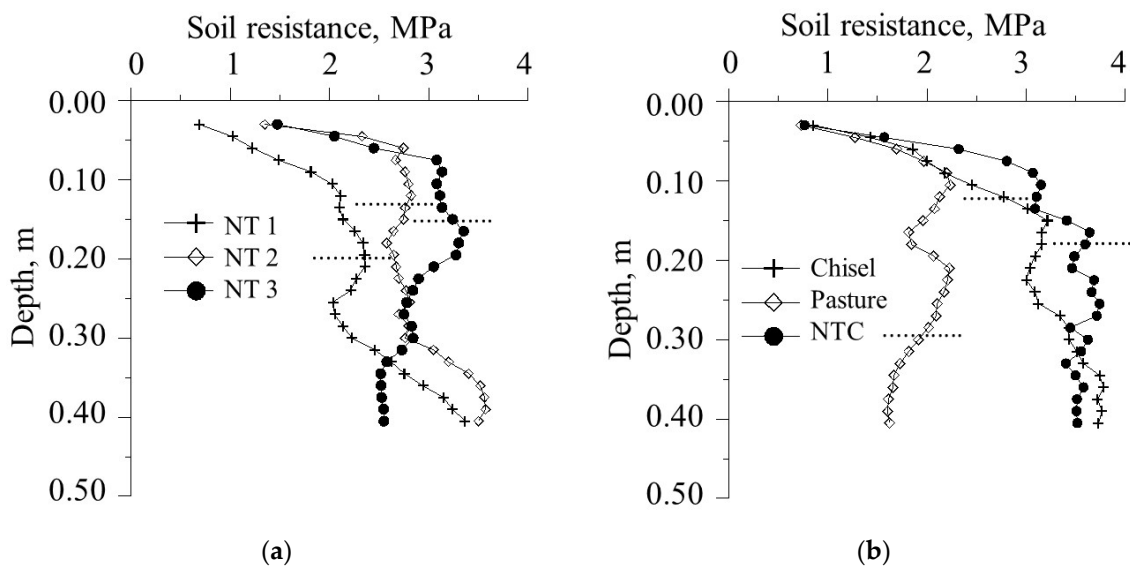 Soil resistance, MPa
0 1 2 3 4
0.00
0.10
0.20
0.30
0.40
0.50
Depth, m
NT 1
NT 2
NT 3
(a)
Soil resistance, MPa
0 1 2 3 4
0.00
0.10
0.20
0.30
0.40
0.50
Depth, m
Chisel
Pasture
NTC
(b)